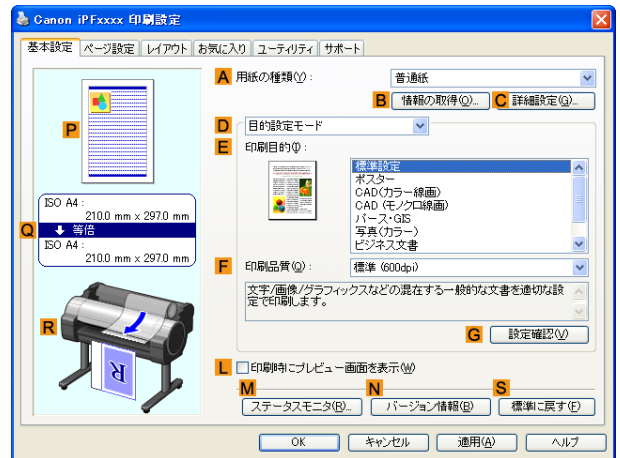 Canon iPFxxxx 印刷設定
基本設定 ページ設定 レイアウト お気に入り ユーティリティ サポート
A 用紙の種類(Y): 普通紙
B 情報の取得(O)... C 詳細設定(G)...
P
D 目的設定モード
E 印刷目的(I):
標準設定
ポスター
CAD(カラー線画)
CAD (モノクロ線画)
パース・GIS
写真(カラー)
ビジネス文書
ISO A4:
210.0 mm x 297.0 mm
Q 等倍
ISO A4:
210.0 mm x 297.0 mm
F 印刷品質(Q): 標準 (600dpi)
文字/画像/グラフィックスなどの混在する一般的な文書を適切な設
定で印刷します。
G 設定確認(V)
R
R
L 印刷時にプレビュー画面を表示(W)
M N S
ステータスモニタ(R)... バージョン情報(B) 標準に戻す(F)
OK キャンセル 適用(A) ヘルプ